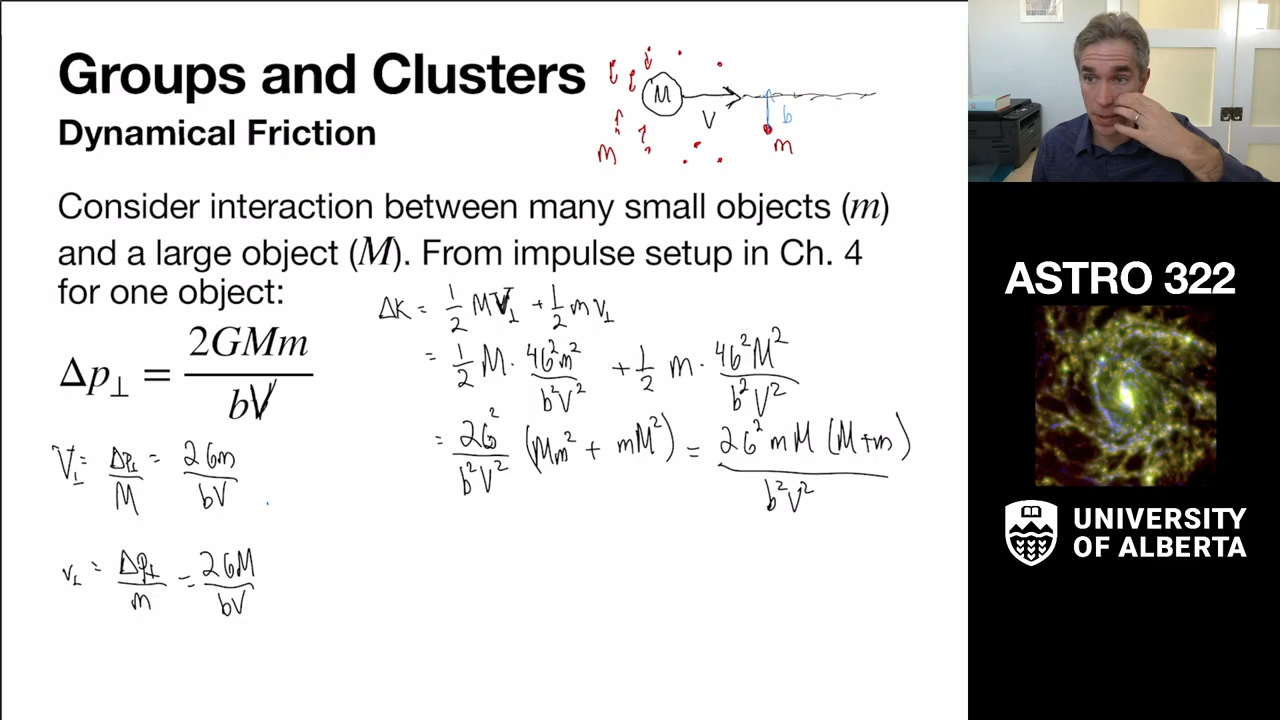 Groups and Clusters
Dynamical Friction
M
V
b
m
m
Consider interaction between many small objects (m)
and a large object (M). From impulse setup in Ch. 4
for one object:
Δp⊥ = 2GMm / bV
V⊥ = Δp⊥ / M = 2Gm / bV
v⊥ = Δp⊥ / m = 2GM / bV
ΔK = 1/2 MV⊥² + 1/2 m v⊥
= 1/2 M · 4G²m² / b²V² + 1/2 m · 4G²M² / b²V²
= 2G² / b²V² (Mm² + mM²) = 2G² m M (M+m) / b²V²
ASTRO 322
UNIVERSITY
OF ALBERTA